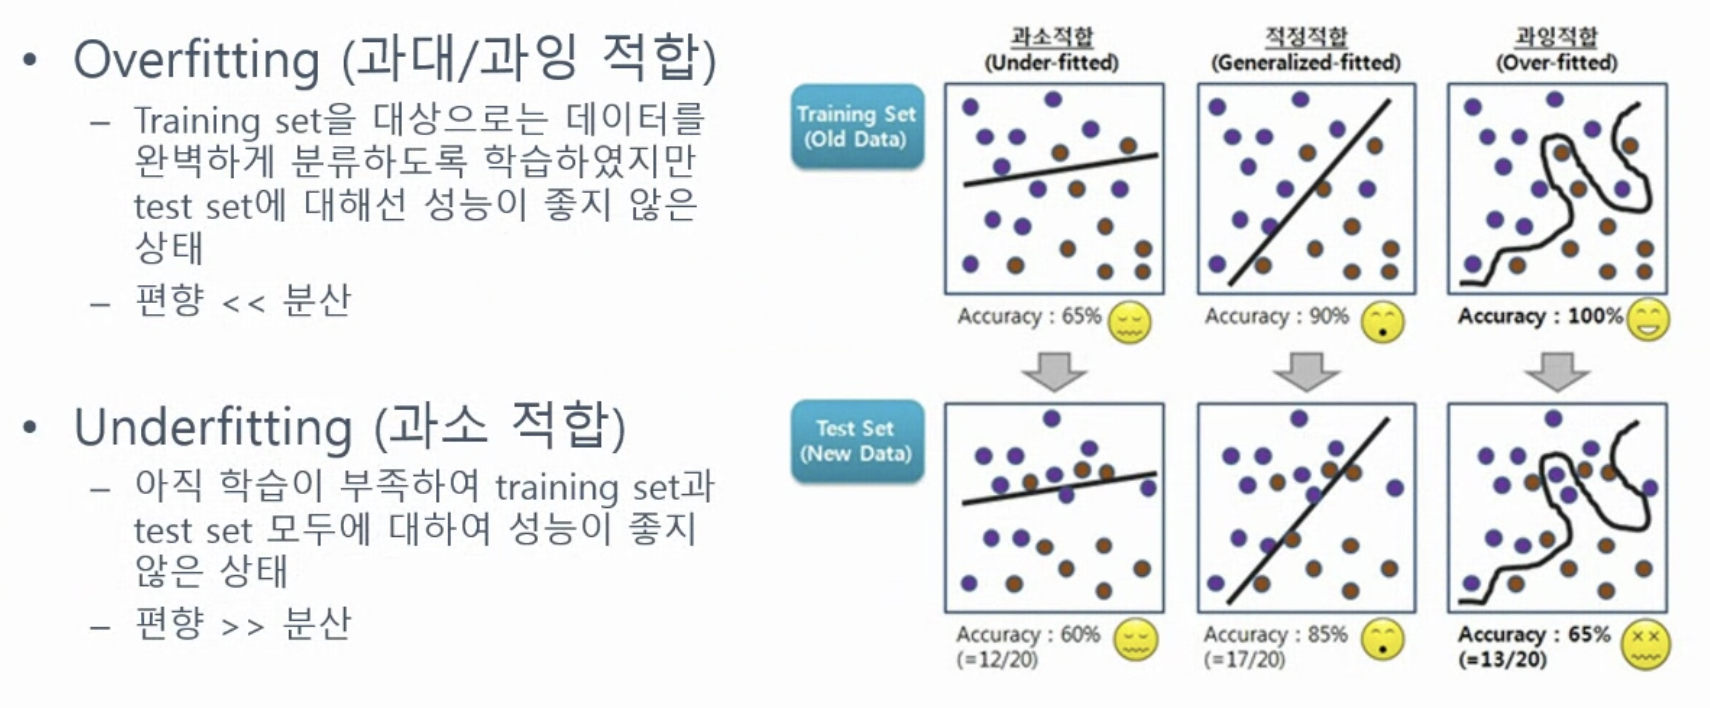 • Overfitting (과대/과잉 적합)
– Training set을 대상으로는 데이터를
완벽하게 분류하도록 학습하였지만
test set에 대해선 성능이 좋지 않은
상태
– 편향 << 분산
• Underfitting (과소 적합)
– 아직 학습이 부족하여 training set과
test set 모두에 대하여 성능이 좋지
않은 상태
– 편향 >> 분산
과소적합
(Under-fitted)
적정적합
(Generalized-fitted)
과잉적합
(Over-fitted)
Training Set
(Old Data)
Accuracy : 65%
Accuracy : 90%
Accuracy : 100%
Test Set
(New Data)
Accuracy : 60%
(=12/20)
Accuracy : 85%
(=17/20)
Accuracy : 65%
(=13/20)